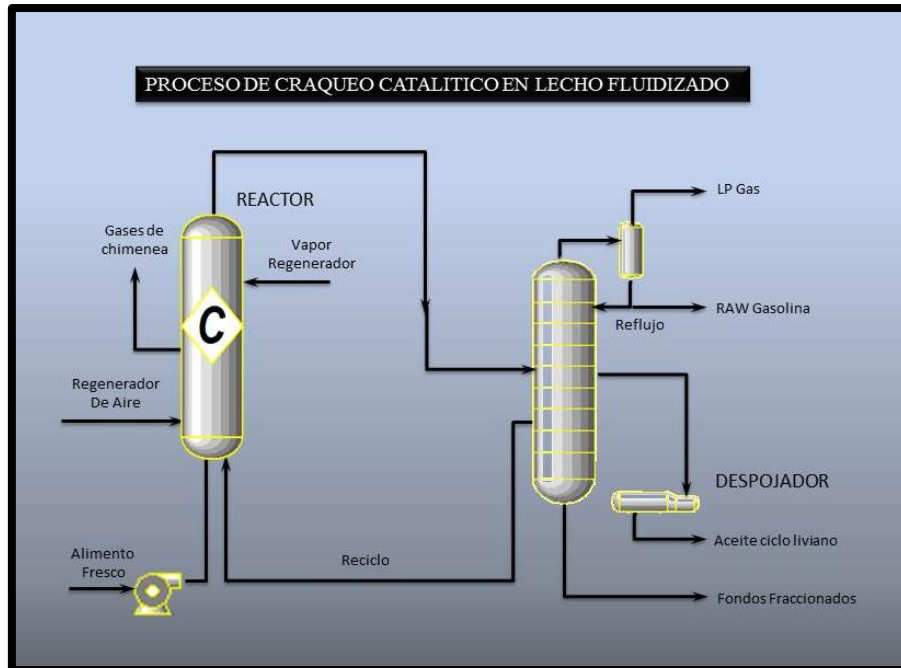 PROCESO DE CRAQUEO CATALITICO EN LECHO FLUIDIZADO
REACTOR
LP Gas
Gases de
chimenea
Vapor
Regenerador
RAW Gasolina
Reflujo
C
Regenerador
De Aire
DESPOJADOR
Aceite ciclo liviano
Alimento
Fresco
Reciclo
Fondos Fraccionados